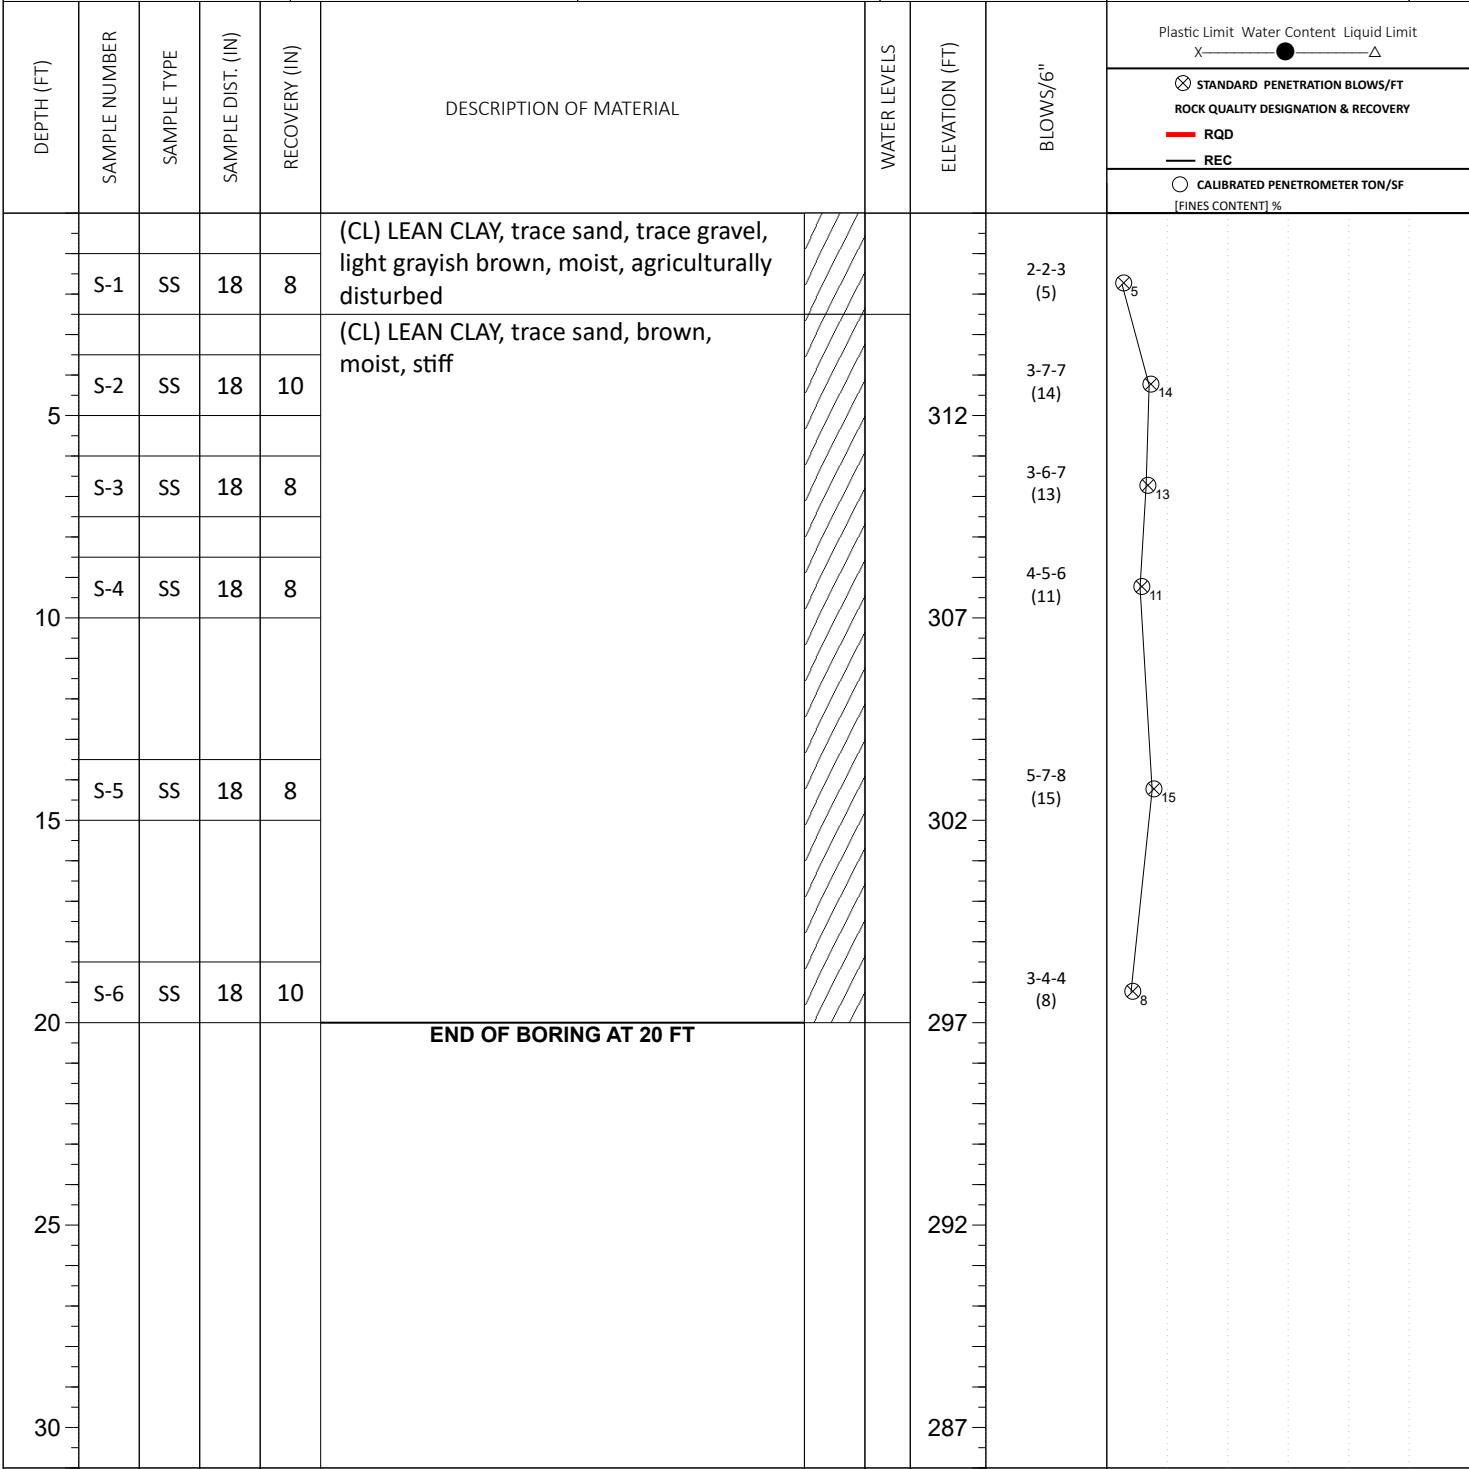 DEPTH (FT)
SAMPLE NUMBER
SAMPLE TYPE
SAMPLE DIST. (IN)
RECOVERY (IN)
DESCRIPTION OF MATERIAL
WATER LEVELS
ELEVATION (FT)
BLOWS/6"
Plastic Limit Water Content Liquid Limit
X
STANDARD PENETRATION BLOWS/FT
ROCK QUALITY DESIGNATION & RECOVERY
RQD
REC
CALIBRATED PENETROMETER TON/SF
[FINES CONTENT] %
(CL) LEAN CLAY, trace sand, trace gravel,
light grayish brown, moist, agriculturally
disturbed
S-1 SS 18 8
2-2-3
(5)
5
(CL) LEAN CLAY, trace sand, brown,
moist, stiff
S-2 SS 18 10
3-7-7
(14)
14
5
312
S-3 SS 18 8
3-6-7
(13)
13
S-4 SS 18 8
4-5-6
(11)
11
10
307
S-5 SS 18 8
5-7-8
(15)
15
15
302
S-6 SS 18 10
3-4-4
(8)
8
20
297
END OF BORING AT 20 FT
25
292
30
287